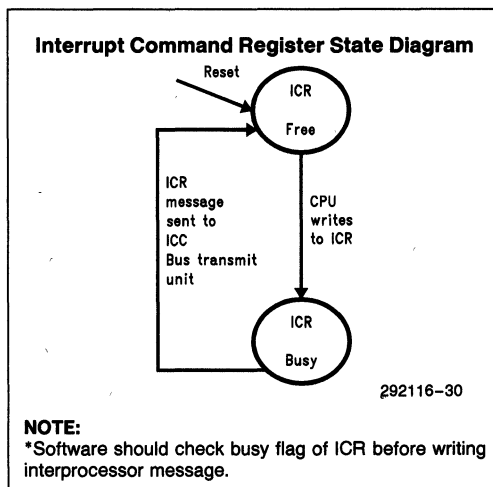 Interrupt Command Register State Diagram
Reset
ICR
Free
ICR
message
sent to
ICC
Bus transmit
unit
CPU
writes
to ICR
ICR
Busy
292116-30
NOTE:
*Software should check busy flag of ICR before writing
interprocessor message.